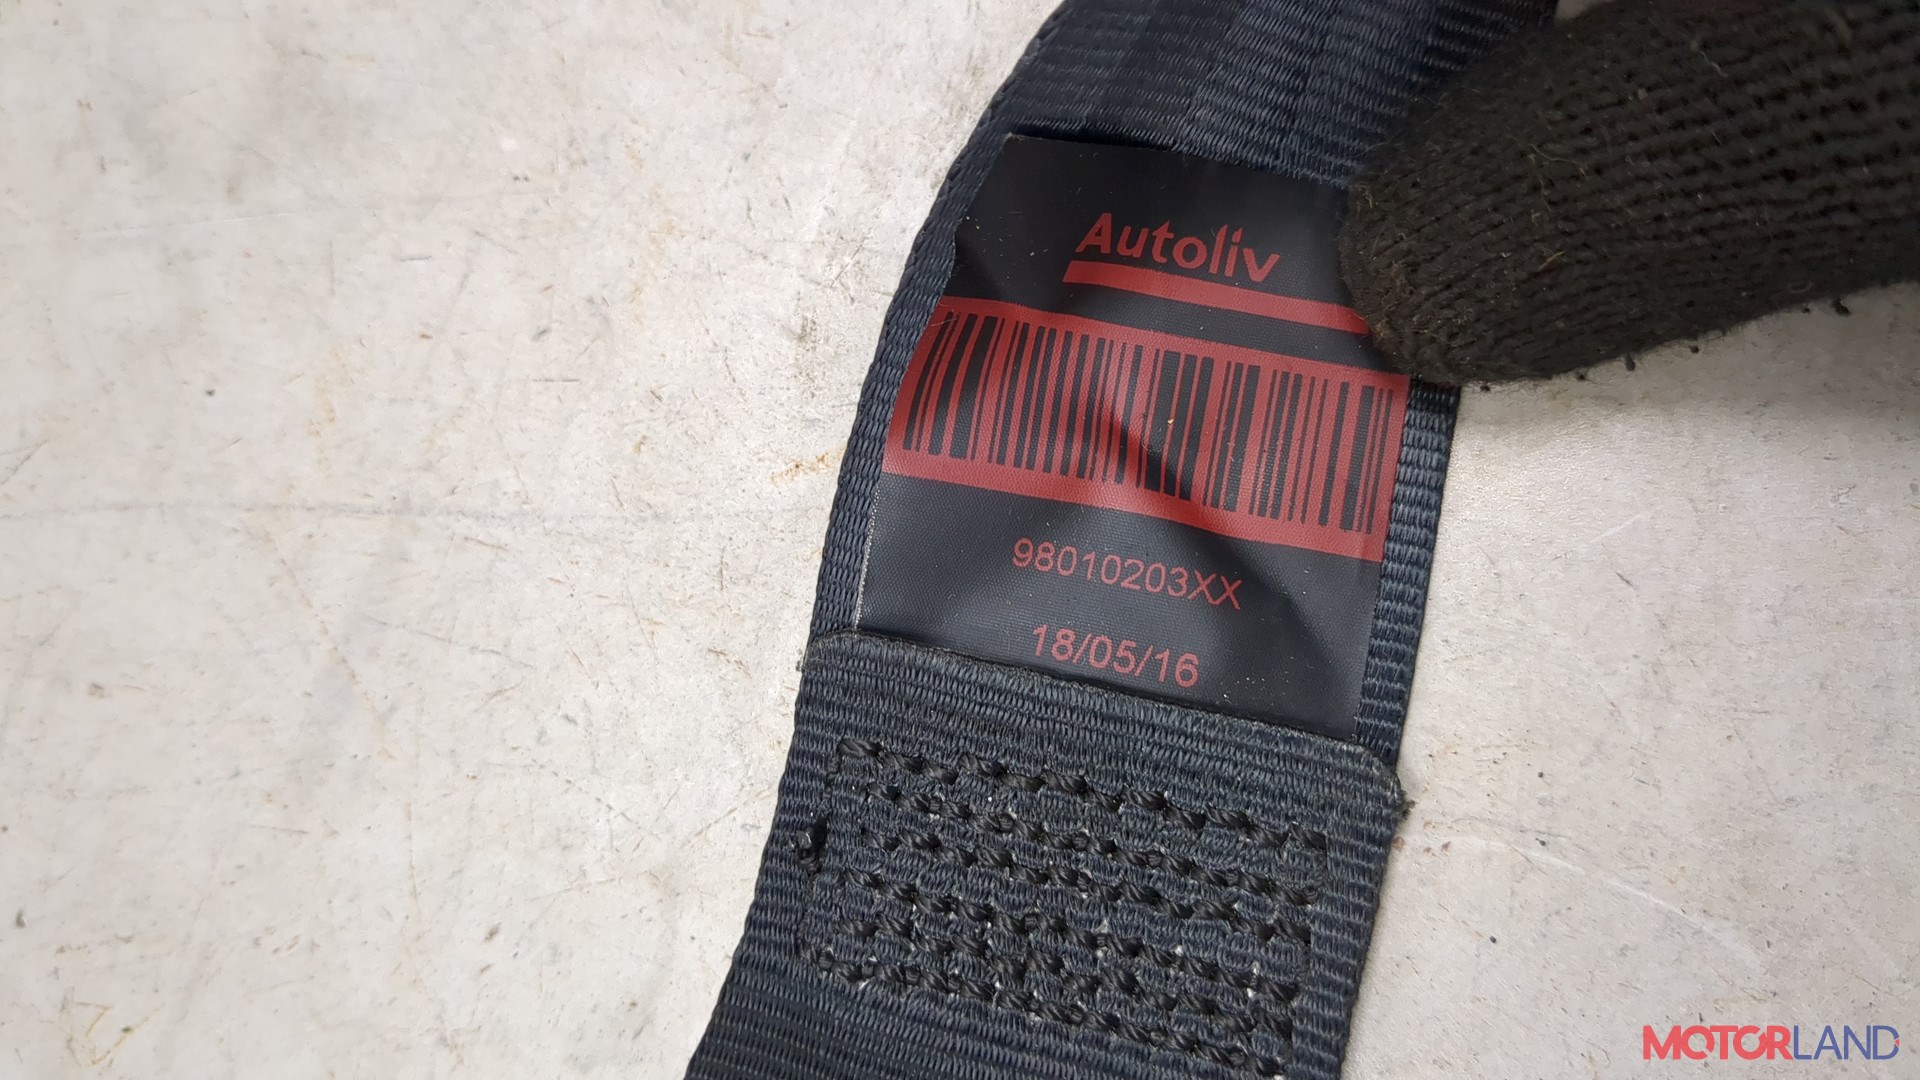 Autoliv
98010203XX
18/05/16
MOTORLAND